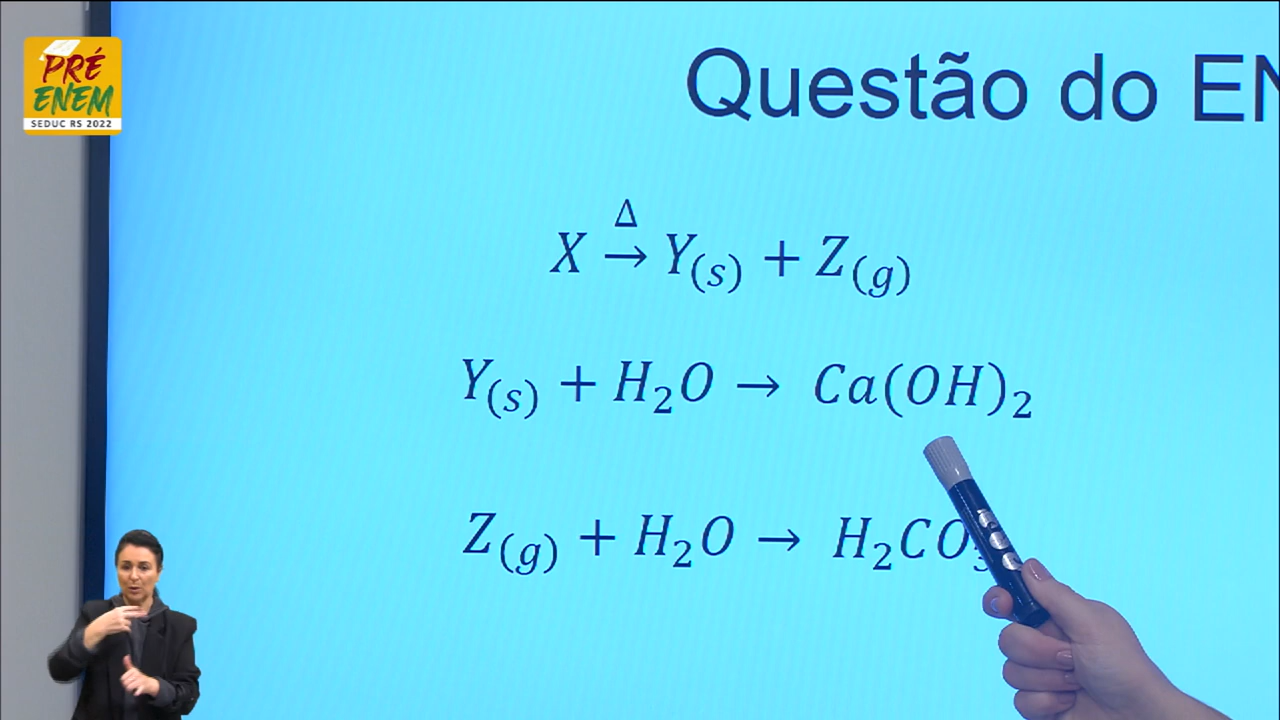 PRÉ
ENEM
SEDUC RS 2022
Questão do EN
Δ
X → Y(s) + Z(g)
Y(s) + H₂O → Ca(OH)₂
Z(g) + H₂O → H₂CO₃